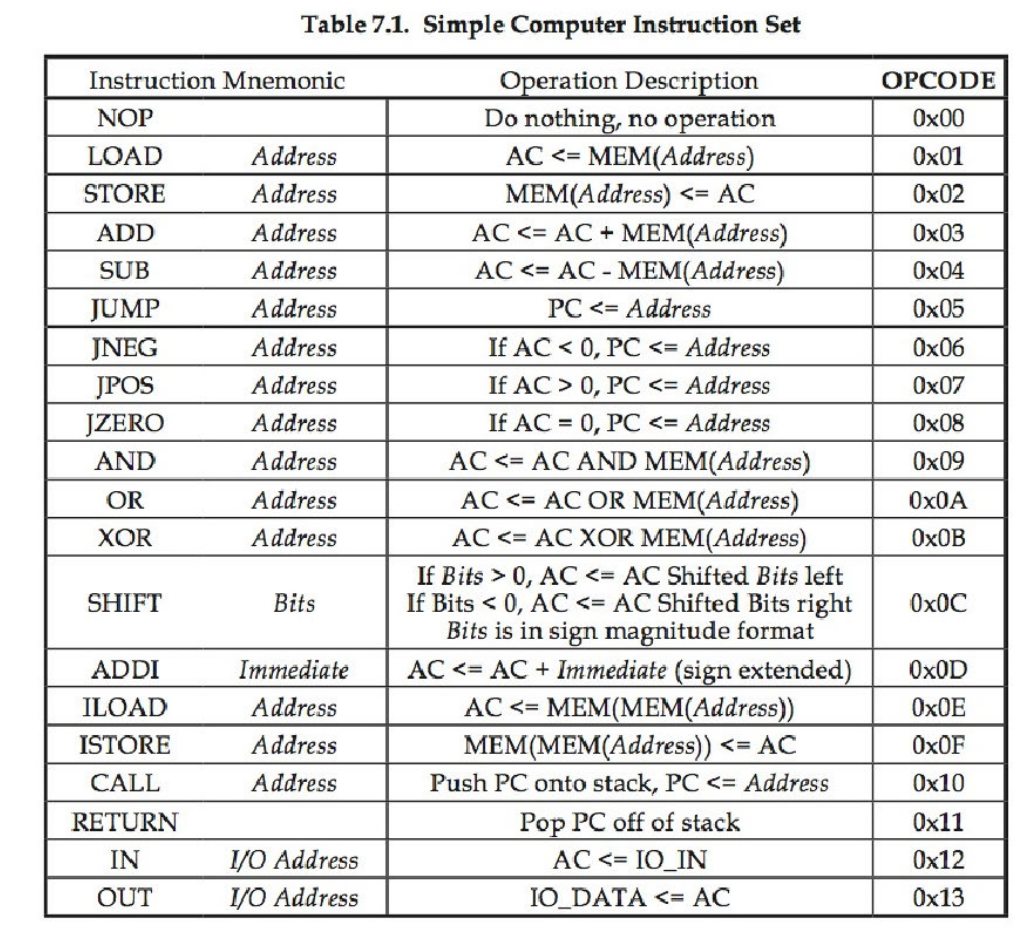 Table 7.1. Simple Computer Instruction Set
Instruction Mnemonic Operation Description OPCODE
NOP Do nothing, no operation 0x00
LOAD Address AC <= MEM(Address) 0x01
STORE Address MEM(Address) <= AC 0x02
ADD Address AC <= AC + MEM(Address) 0x03
SUB Address AC <= AC - MEM(Address) 0x04
JUMP Address PC <= Address 0x05
JNEG Address If AC < 0, PC <= Address 0x06
JPOS Address If AC > 0, PC <= Address 0x07
JZERO Address If AC = 0, PC <= Address 0x08
AND Address AC <= AC AND MEM(Address) 0x09
OR Address AC <= AC OR MEM(Address) 0x0A
XOR Address AC <= AC XOR MEM(Address) 0x0B
If Bits > 0, AC <= AC Shifted Bits left
SHIFT Bits If Bits < 0, AC <= AC Shifted Bits right 0x0C
Bits is in sign magnitude format
ADDI Immediate AC <= AC + Immediate (sign extended) 0x0D
ILOAD Address AC <= MEM(MEM(Address)) 0x0E
ISTORE Address MEM(MEM(Address)) <= AC 0x0F
CALL Address Push PC onto stack, PC <= Address 0x10
RETURN Pop PC off of stack 0x11
IN I/O Address AC <= IO_IN 0x12
OUT I/O Address IO_DATA <= AC 0x13